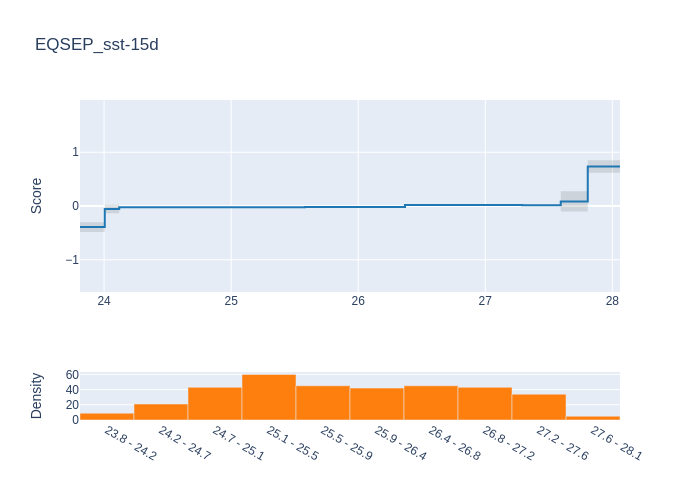 EQSEP_sst-15d
Score
1
0
−1
24 25 26 27 28
Density
60
40
20
0
23.8 - 24.2
24.2 - 24.7
24.7 - 25.1
25.1 - 25.5
25.5 - 25.9
25.9 - 26.4
26.4 - 26.8
26.8 - 27.2
27.2 - 27.6
27.6 - 28.1